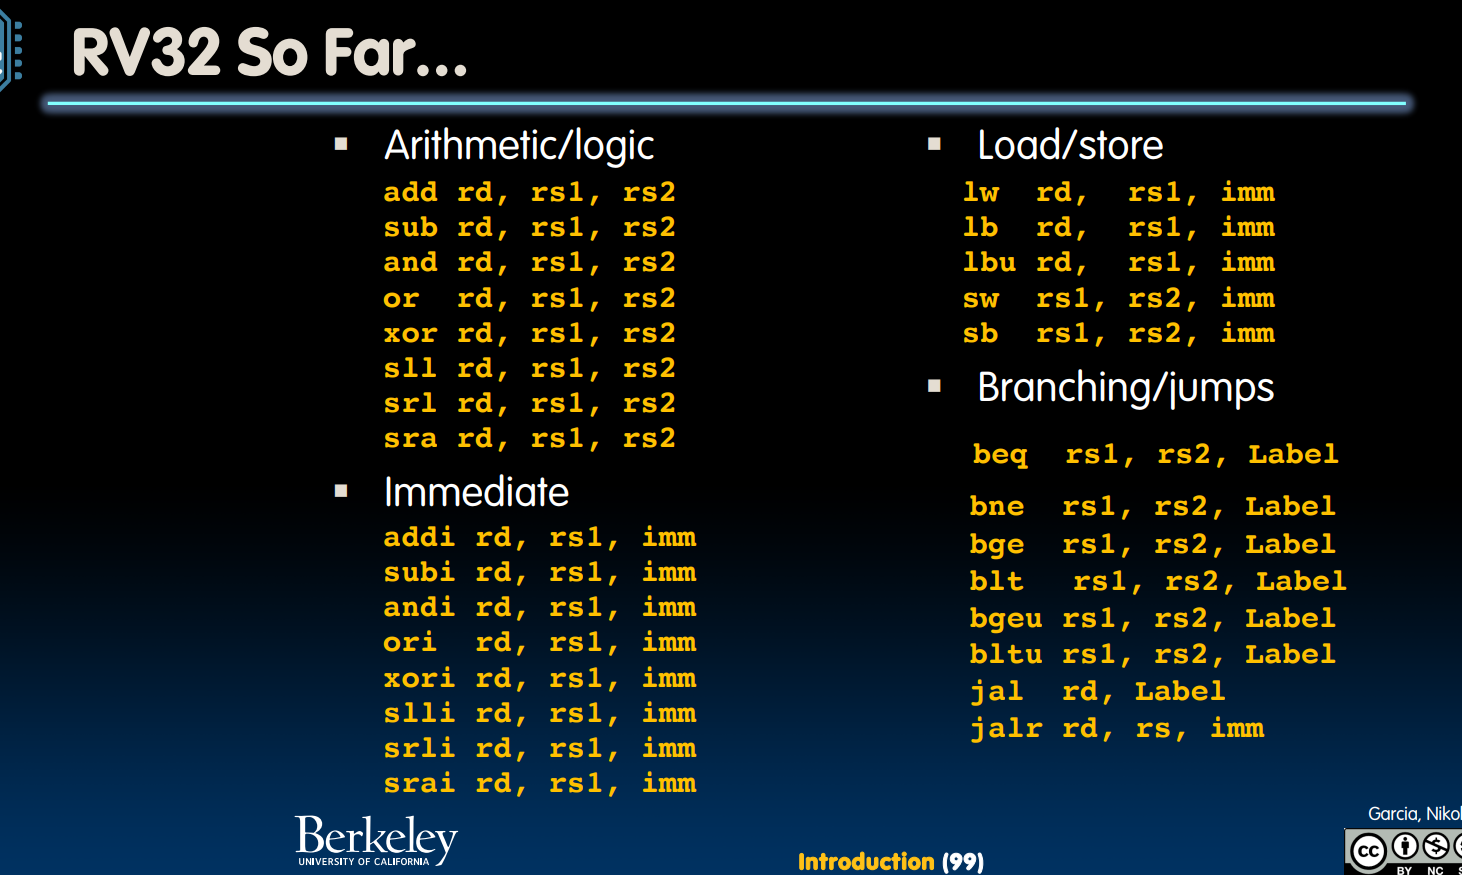 RV32 So Far...
Arithmetic/logic
add rd, rs1, rs2
sub rd, rs1, rs2
and rd, rs1, rs2
or rd, rs1, rs2
xor rd, rs1, rs2
sll rd, rs1, rs2
srl rd, rs1, rs2
sra rd, rs1, rs2
Immediate
addi rd, rs1, imm
subi rd, rs1, imm
andi rd, rs1, imm
ori rd, rs1, imm
xori rd, rs1, imm
slli rd, rs1, imm
srli rd, rs1, imm
srai rd, rs1, imm
Load/store
lw rd, rs1, imm
lb rd, rs1, imm
lbu rd, rs1, imm
sw rs1, rs2, imm
sb rs1, rs2, imm
Branching/jumps
beq rs1, rs2, Label
bne rs1, rs2, Label
bge rs1, rs2, Label
blt rs1, rs2, Label
bgeu rs1, rs2, Label
bltu rs1, rs2, Label
jal rd, Label
jalr rd, rs, imm
Berkeley
UNIVERSITY OF CALIFORNIA
Introduction (99)
Garcia,
cc
BY NC